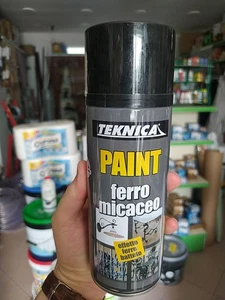 TEKNICA
PAINT
ferro
micaceo
effetto
ferro
battuto